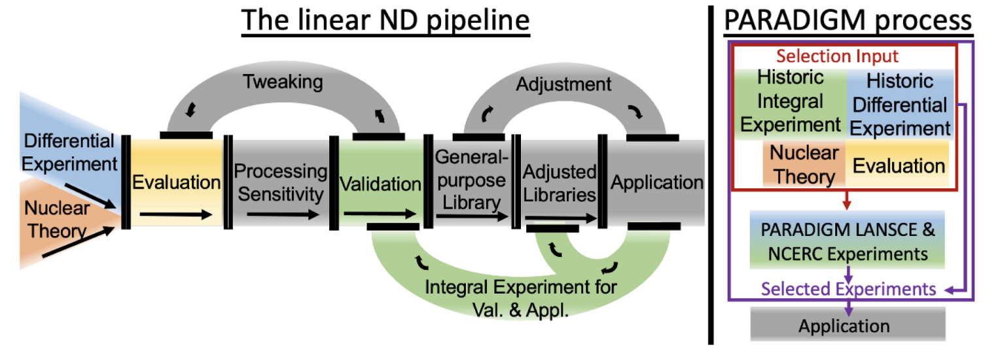 The linear ND pipeline
Tweaking
Adjustment
Differential
Experiment
Nuclear
Theory
Evaluation
Processing
Sensitivity
Validation
General-
purpose
Library
Adjusted
Libraries
Application
Integral Experiment for
Val. & Appl.
PARADIGM process
Selection Input
Historic
Integral
Experiment
Historic
Differential
Experiment
Nuclear
Theory
Evaluation
PARADIGM LANSCE &
NCERC Experiments
Selected Experiments
Application